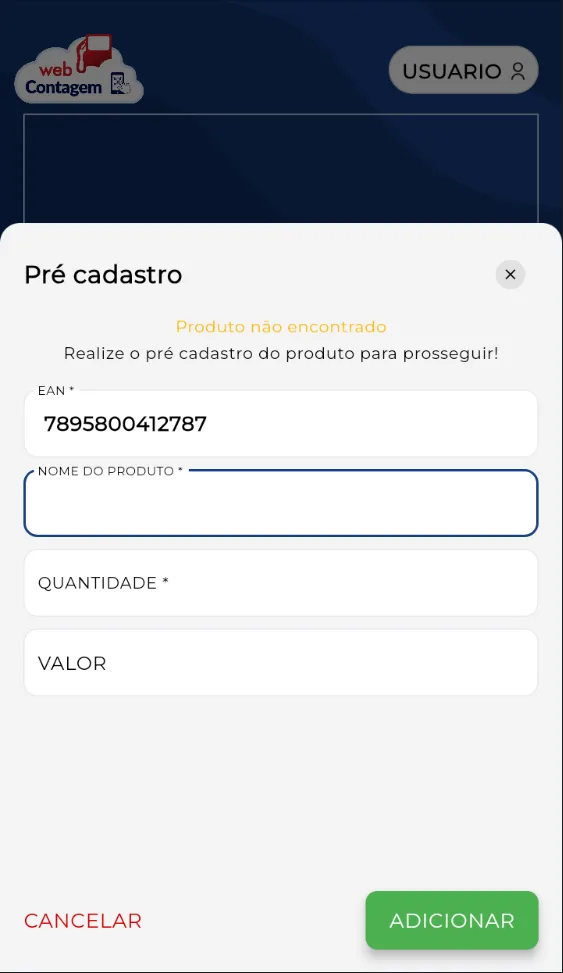 web
Contagem
USUARIO
Pré cadastro
Produto não encontrado
Realize o pré cadastro do produto para prosseguir!
EAN *
7895800412787
NOME DO PRODUTO *
QUANTIDADE *
VALOR
CANCELAR
ADICIONAR